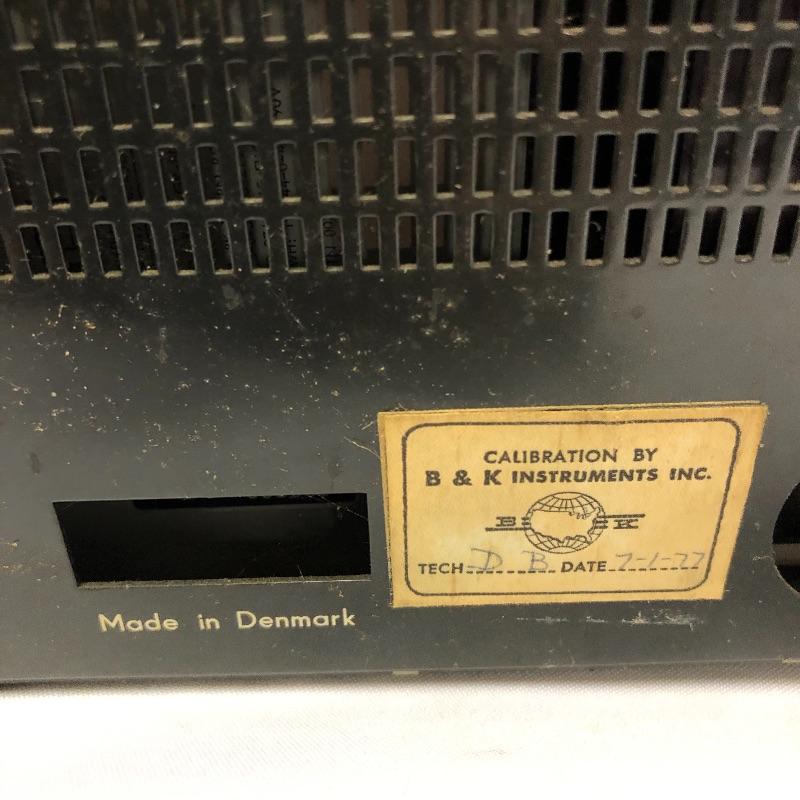 Made in Denmark
CALIBRATION BY
B & K INSTRUMENTS INC.
B K
TECH D B DATE 7-1-77